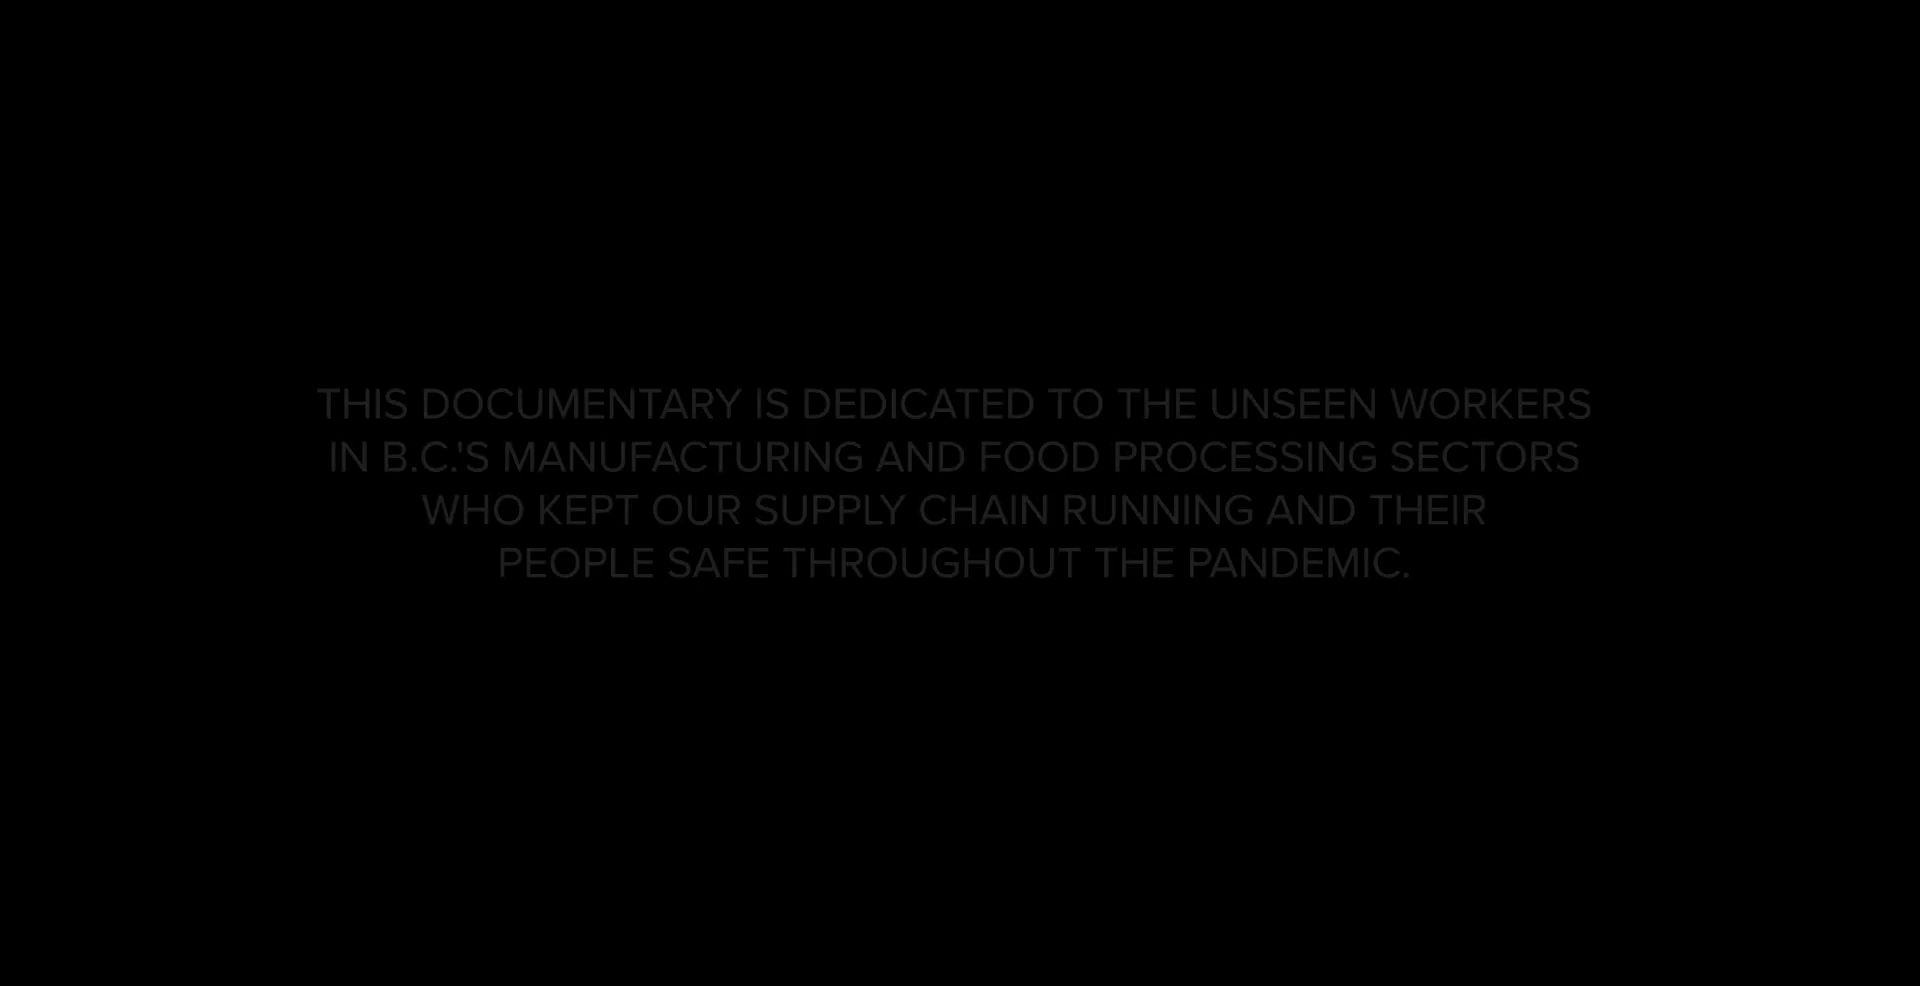 THIS DOCUMENTARY IS DEDICATED TO THE UNSEEN WORKERS
IN B.C.'S MANUFACTURING AND FOOD PROCESSING SECTORS
WHO KEPT OUR SUPPLY CHAIN RUNNING AND THEIR
PEOPLE SAFE THROUGHOUT THE PANDEMIC.